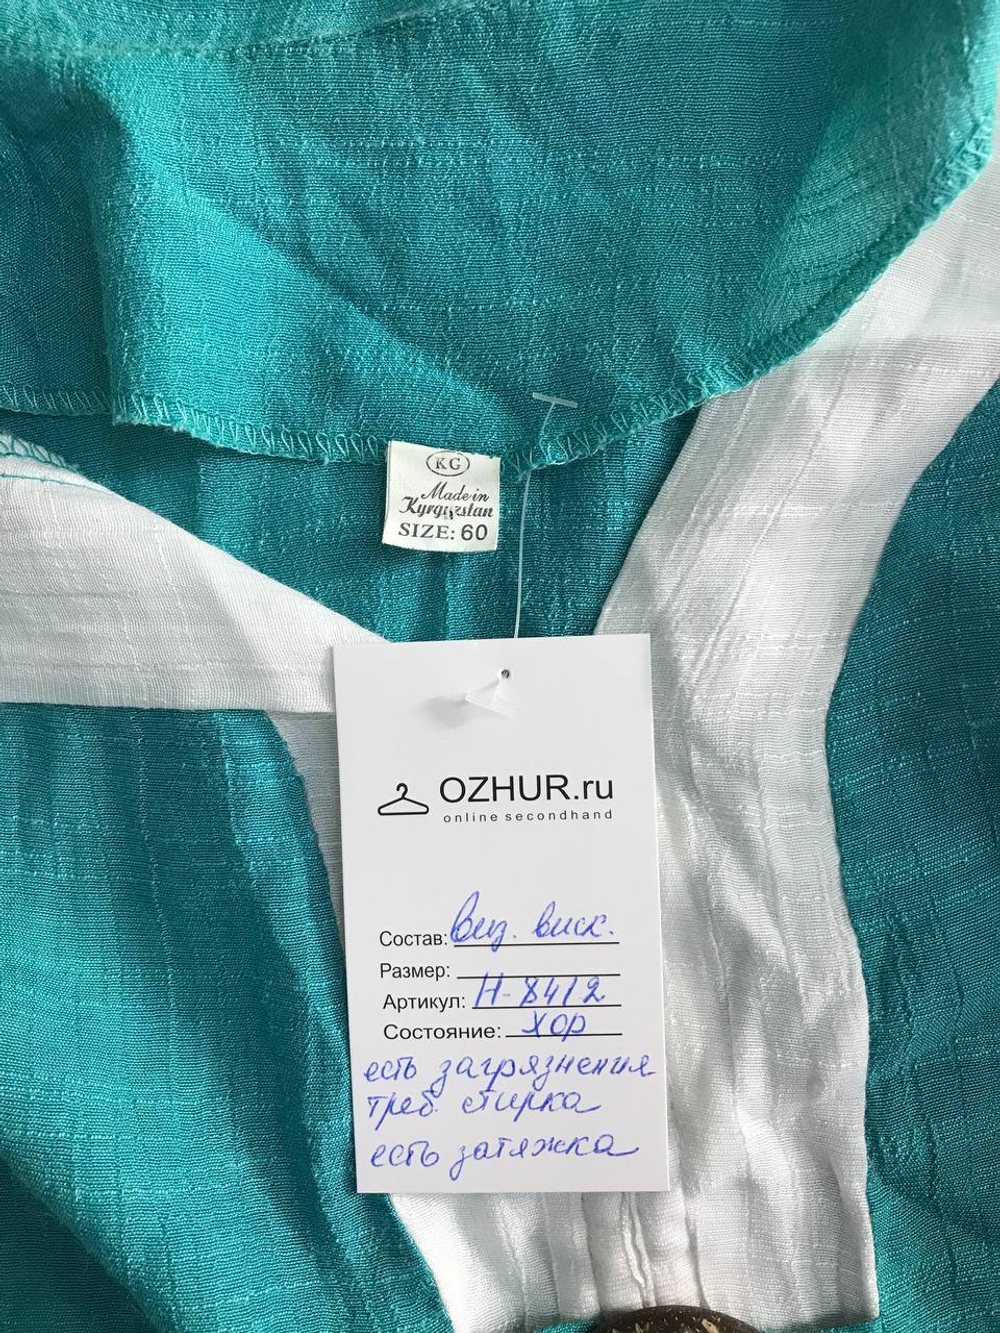 KG
Made in
Kyrgyzstan
SIZE: 60
OZHUR.ru
online secondhand
Состав: виз. виск.
Размер:
Артикул: Н-8412
Состояние: хор
есть загрязнения
треб. стирка
есть затяжка